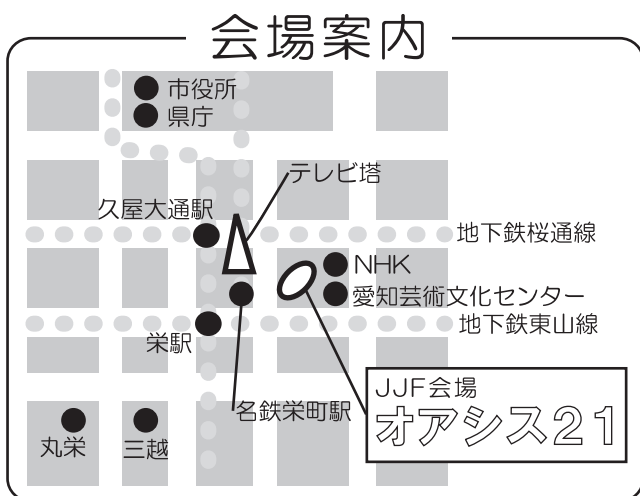 会場案内
市役所
県庁
テレビ塔
久屋大通駅
地下鉄桜通線
NHK
愛知芸術文化センター
地下鉄東山線
栄駅
JJF会場
オアシス21
名鉄栄町駅
丸栄
三越